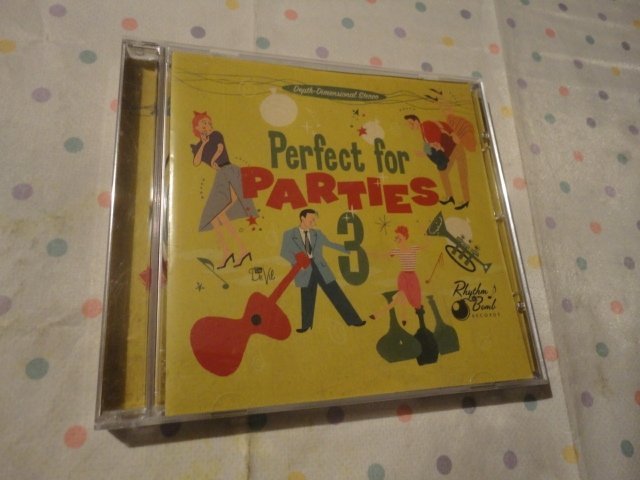 Depth-Dimensional Stereo
Perfect for
PARTIES
3
Rhythm
Bomb
RECORDS